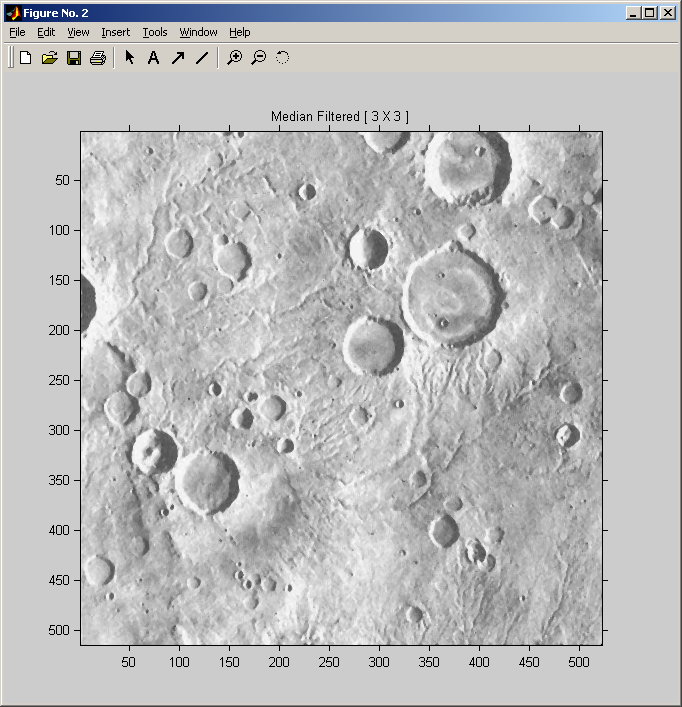 Figure No. 2
File Edit View Insert Tools Window Help
A
Median Filtered [ 3 X 3 ]
50
100
150
200
250
300
350
400
450
500
50 100 150 200 250 300 350 400 450 500